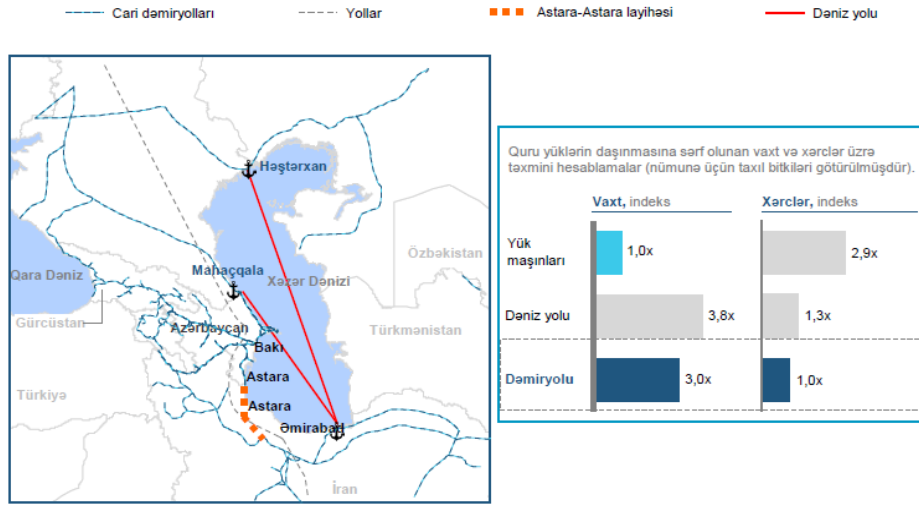 Cari dəmiryolları
Yollar
Astara-Astara layihəsi
Dəniz yolu
Həştərxan
Özbəkistan
Mahaçqala
Qara Dəniz
Xəzər Dənizi
Gürcüstan
Azərbaycan
Türkmənistan
Bakı
Astara
Türkiyə
Astara
Əmirabad
İran
Quru yüklərin daşınmasına sərf olunan vaxt və xərclər üzrə
təxmini hesablamalar (nümunə üçün taxıl bitkiləri götürülmüşdür).
Vaxt, indeks
Xərclər, indeks
Yük
maşınları
1,0x
2,9x
Dəniz yolu
3,8x
1,3x
Dəmiryolu
3,0x
1,0x